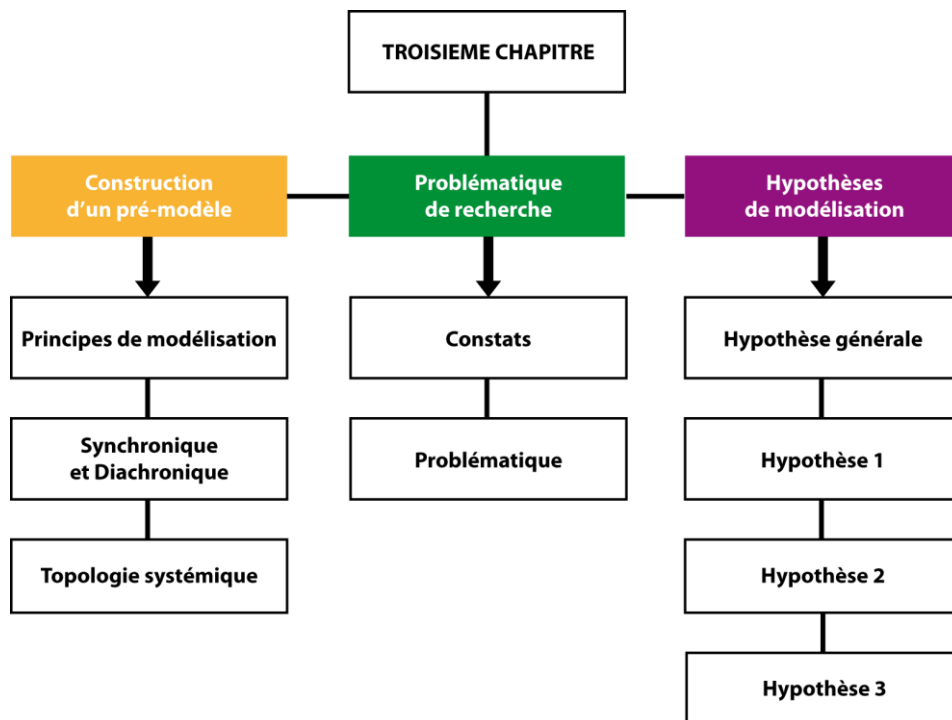 TROISIEME CHAPITRE
Construction
d’un pré-modèle
Problématique
de recherche
Hypothèses
de modélisation
Principes de modélisation
Constats
Hypothèse générale
Synchronique
et Diachronique
Problématique
Hypothèse 1
Topologie systémique
Hypothèse 2
Hypothèse 3